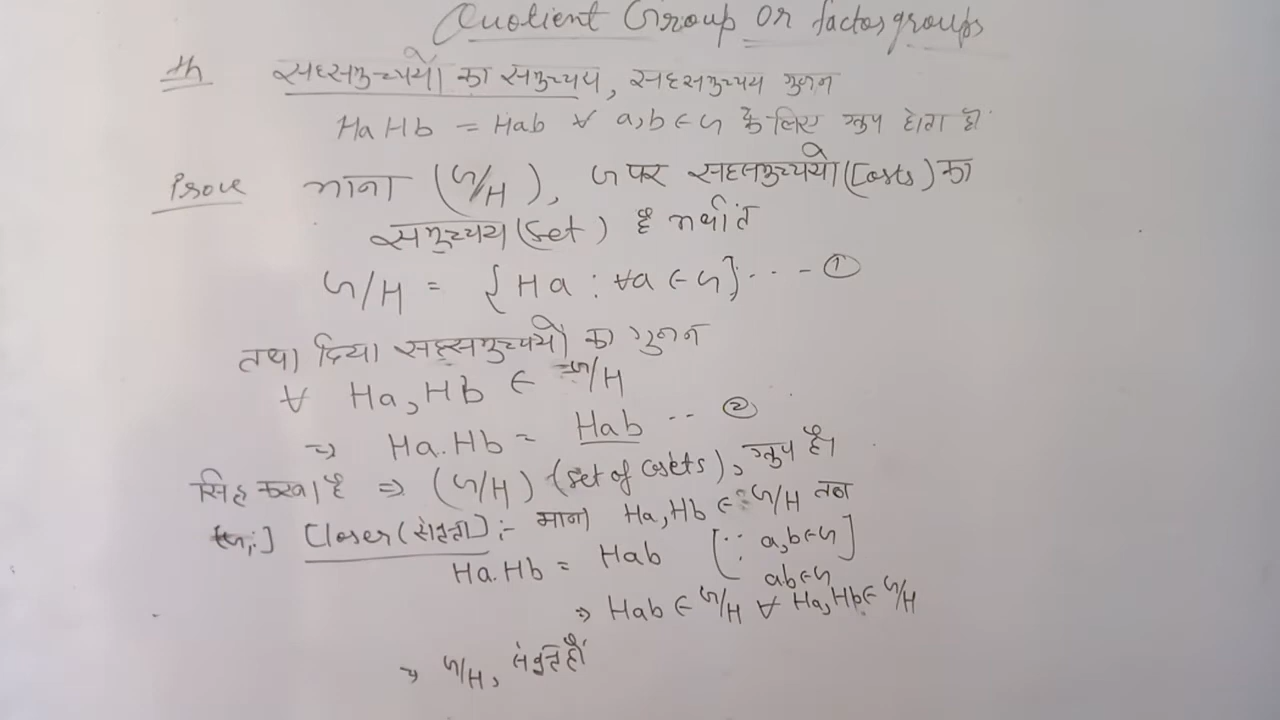 Quotient Group Or factor groups
th सहसमुच्चयों का समुच्चय, सहसमुच्चय गुणन
HaHb = Hab ∀ a,b ∈ G के लिए ग्रुप होता है।
Prove माना (G/H), G पर सहसमुच्चयो (Cosets) का
समुच्चय (Set) है अर्थात
G/H = {Ha : ∀a ∈ G} ... - ①
तथा दिया सहसमुच्चयों का गुणन
∀ Ha, Hb ∈ G/H
⇒ Ha.Hb = Hab .. ②
सिद्ध करना है ⇒ (G/H) (set of cosets), ग्रुप है।
[G1:] Closer (संवृत्ती) :- माना Ha, Hb ∈ G/H तब
Ha.Hb = Hab [∵ a,b ∈ G]
ab ∈ G
⇒ Hab ∈ G/H ∀ Ha, Hb ∈ G/H
⇒ G/H, संवृत्त हैं